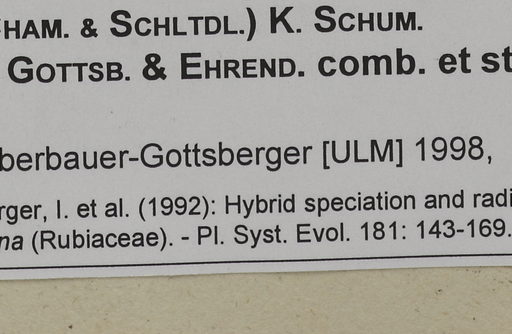 HAM. & SCHLTDL.) K. SCHUM.
GOTTSB. & EHREND. comb. et st
berbauer-Gottsberger [ULM] 1998,
rger, I. et al. (1992): Hybrid speciation and radi
na (Rubiaceae). - Pl. Syst. Evol. 181: 143-169.